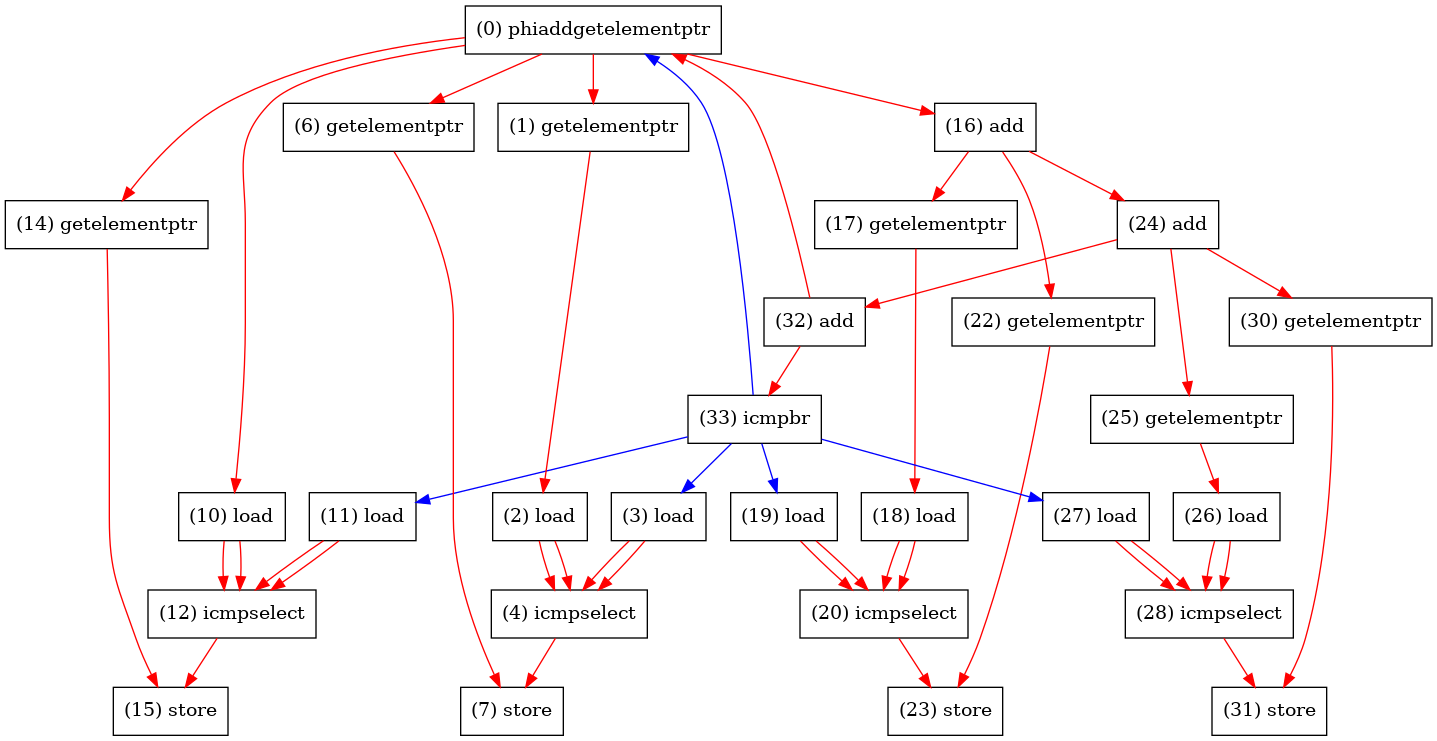 (0) phiaddgetelementptr
(6) getelementptr
(1) getelementptr
(16) add
(14) getelementptr
(17) getelementptr
(24) add
(32) add
(22) getelementptr
(30) getelementptr
(33) icmpbr
(25) getelementptr
(10) load
(11) load
(2) load
(3) load
(19) load
(18) load
(27) load
(26) load
(12) icmpselect
(4) icmpselect
(20) icmpselect
(28) icmpselect
(15) store
(7) store
(23) store
(31) store